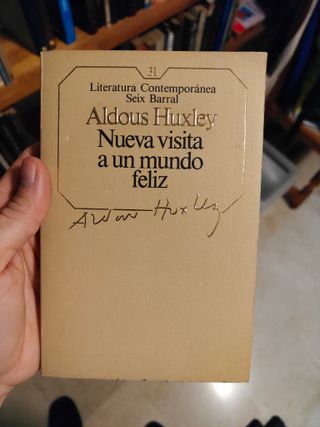 31
Literatura Contemporánea
Seix Barral
Aldous Huxley
Nueva visita
a un mundo
feliz
Aldous Huxley